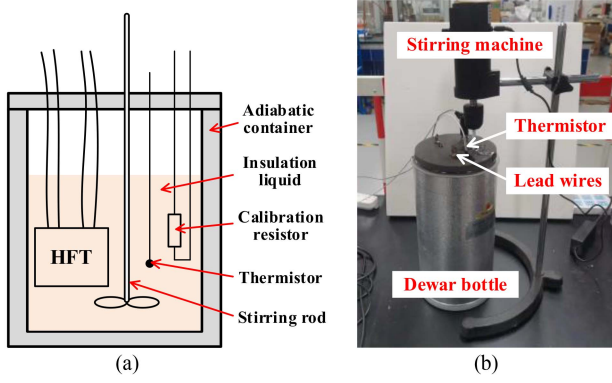 Adiabatic
container
Insulation
liquid
Calibration
resistor
Thermistor
Stirring rod
HFT
(a)
Stirring machine
Thermistor
Lead wires
Dewar bottle
(b)